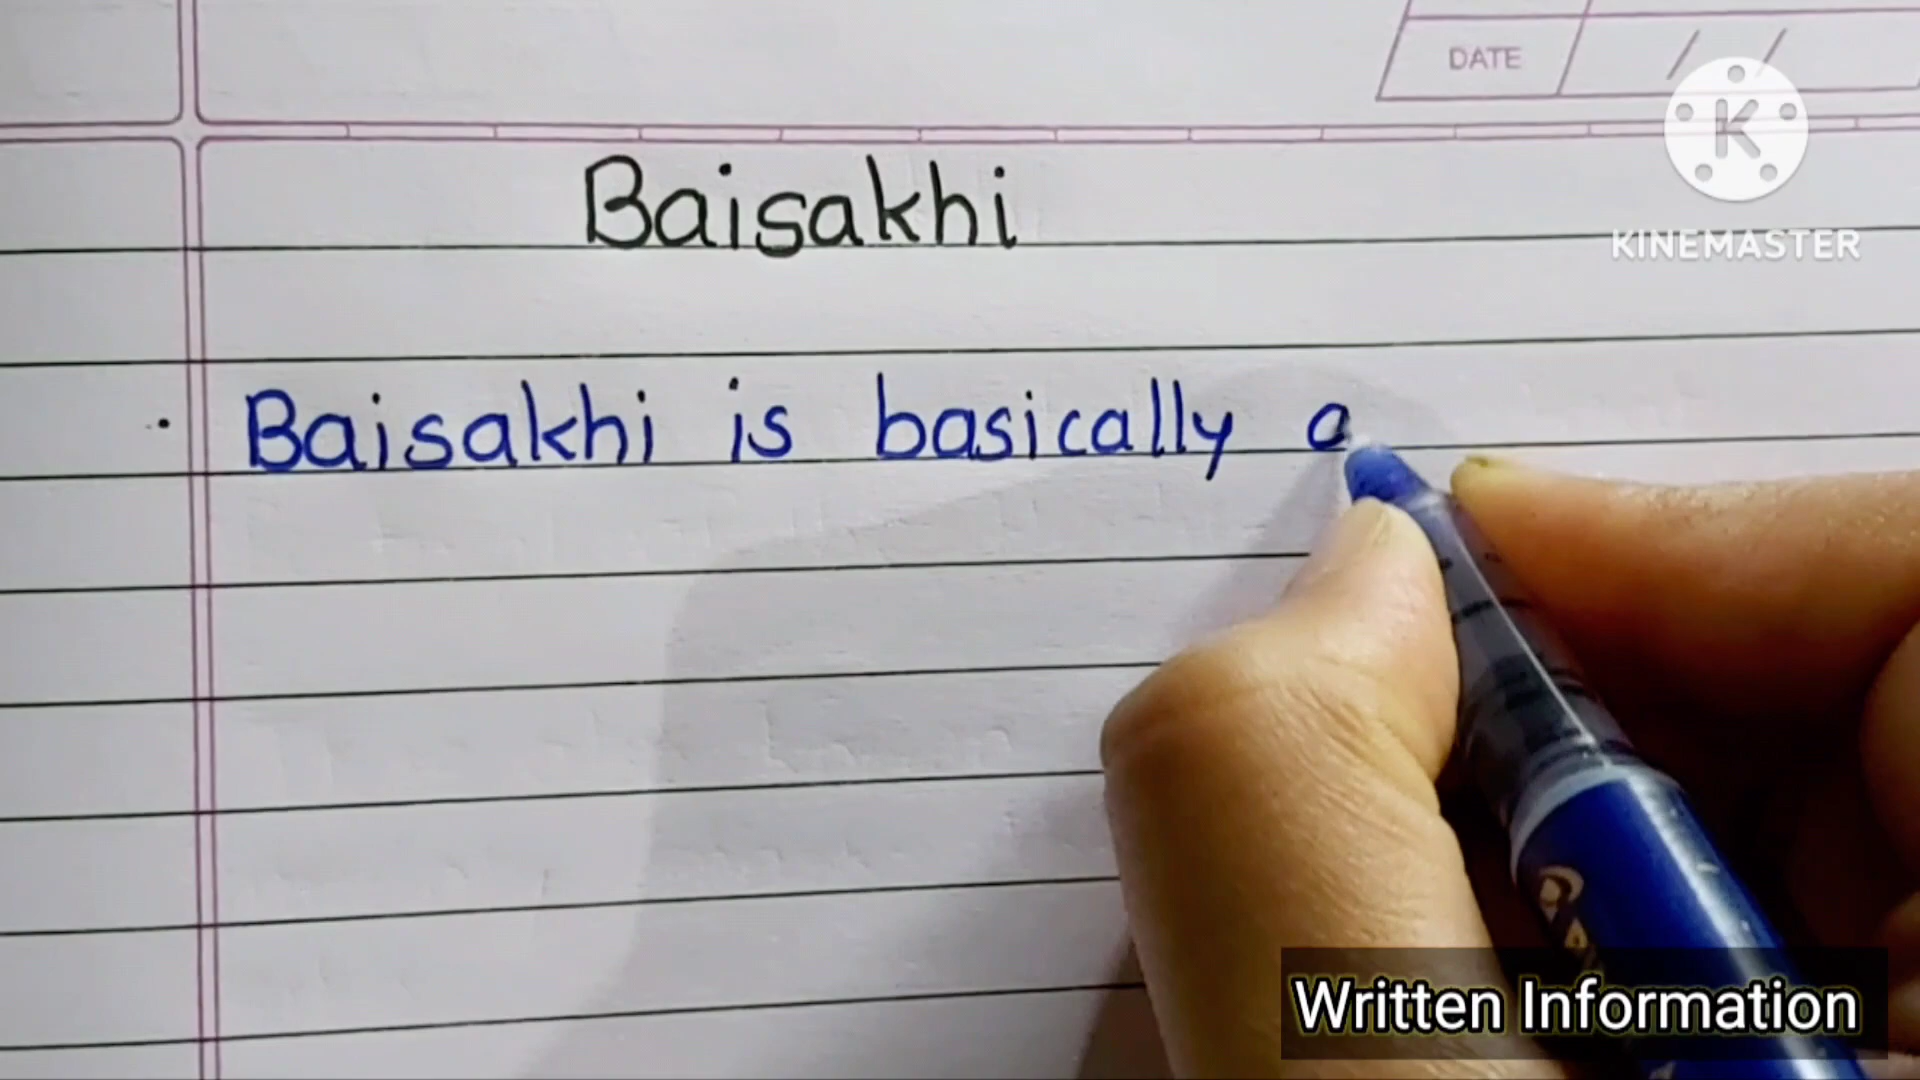 DATE / /
K
KINEMASTER
Baisakhi
Baisakhi is basically a
Written Information